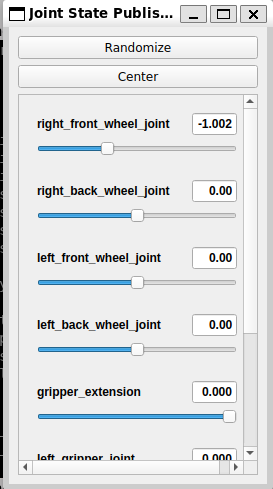 Joint State Publis...
Randomize
Center
right_front_wheel_joint -1.002
right_back_wheel_joint 0.00
left_front_wheel_joint 0.00
left_back_wheel_joint 0.00
gripper_extension 0.000
left_gripper_joint 0.000